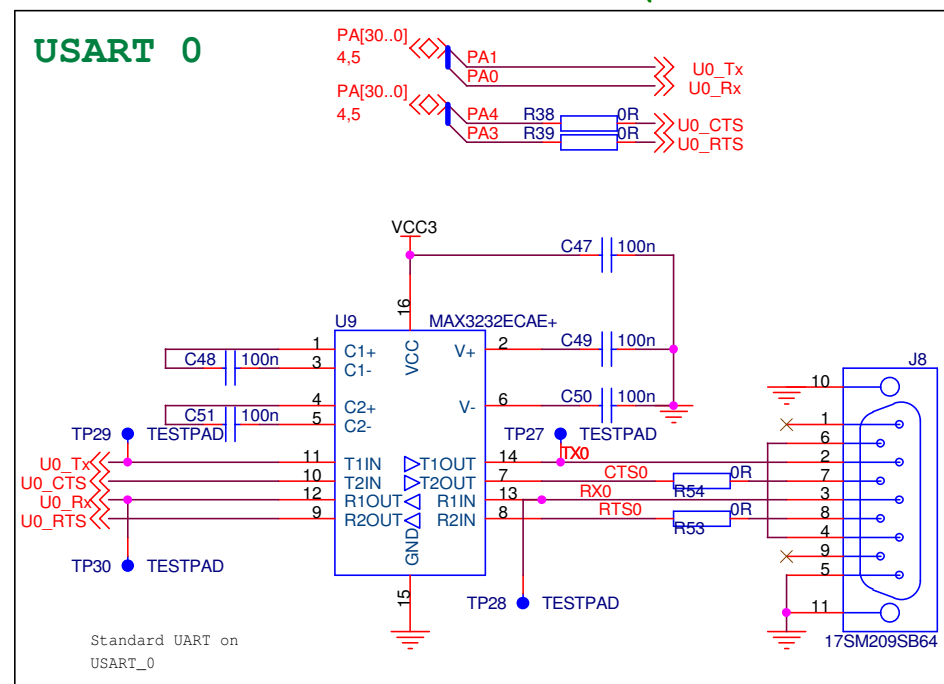 USART 0
PA[30..0]
4,5
PA1
PA0
U0_Tx
U0_Rx
PA[30..0]
4,5
PA4
PA3
R38
R39
0R
0R
U0_CTS
U0_RTS
VCC3
C47
100n
16
U9
MAX3232ECAE+
1
3
C48
100n
C1+
C1-
VCC
V+
2
C49
100n
4
5
C51
100n
C2+
C2-
V-
6
C50
100n
TP29
TESTPAD
TP27
TESTPAD
TX0
U0_Tx
U0_CTS
U0_Rx
U0_RTS
11
10
12
9
T1IN
T2IN
R1OUT
R2OUT
T1OUT
T2OUT
R1IN
R2IN
GND
14
7
13
8
CTS0
RX0
RTS0
R54
0R
R53
0R
TP30
TESTPAD
15
TP28
TESTPAD
J8
10
1
6
2
7
3
8
4
9
5
11
17SM209SB64
Standard UART on
USART_0